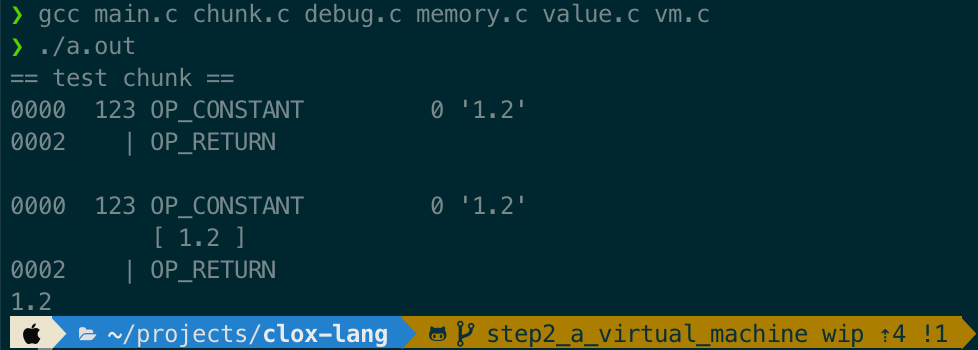 ❯ gcc main.c chunk.c debug.c memory.c value.c vm.c
❯ ./a.out
== test chunk ==
0000  123 OP_CONSTANT         0 '1.2'
0002    | OP_RETURN
0000  123 OP_CONSTANT         0 '1.2'
          [ 1.2 ]
0002    | OP_RETURN
1.2
~/projects/clox-lang step2_a_virtual_machine wip ⇡4 !1